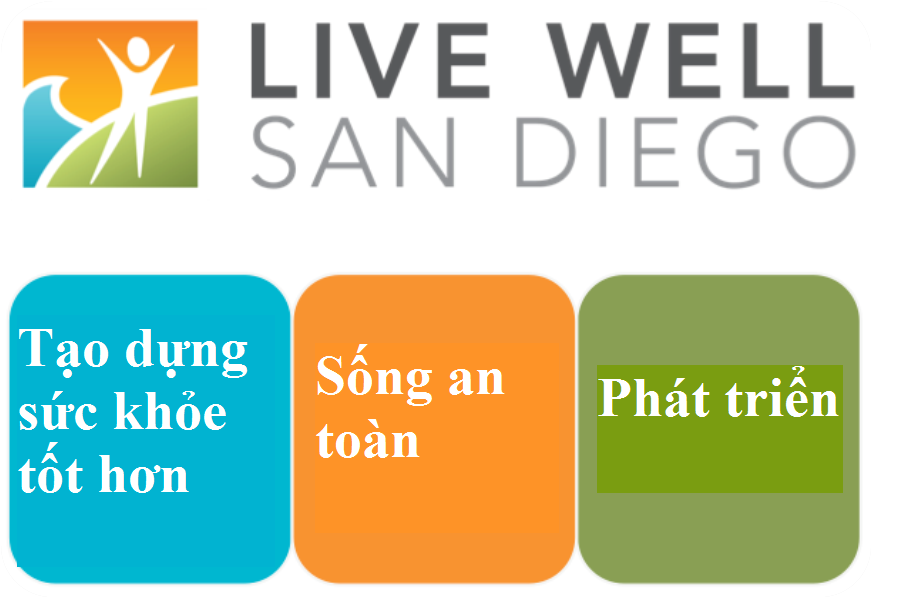 LIVE WELL
SAN DIEGO
Tạo dựng
sức khỏe
tốt hơn
Sống an
toàn
Phát triển